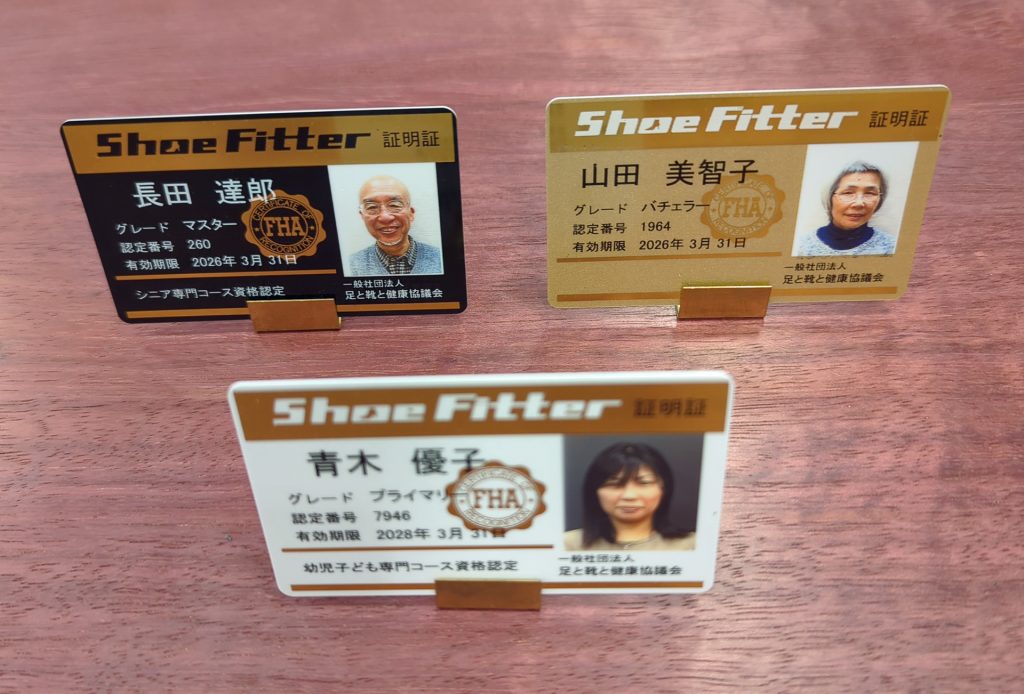 Shoe Fitter 証明証
長田 達郎
グレード マスター
認定番号 260
有効期限 2026年 3月 31日
シニア専門コース資格認定
CERTIFICATE OF
FHA
RECOGNITION
一般社団法人
足と靴と健康協議会
Shoe Fitter 証明証
山田 美智子
グレード バチェラー
認定番号 1964
有効期限 2026年 3月 31日
CERTIFICATE OF
FHA
RECOGNITION
一般社団法人
足と靴と健康協議会
Shoe Fitter 証明証
青木 優子
グレード プライマリー
認定番号 7946
有効期限 2028年 3月 31日
幼児子ども専門コース資格認定
CERTIFICATE OF
FHA
RECOGNITION
一般社団法人
足と靴と健康協議会